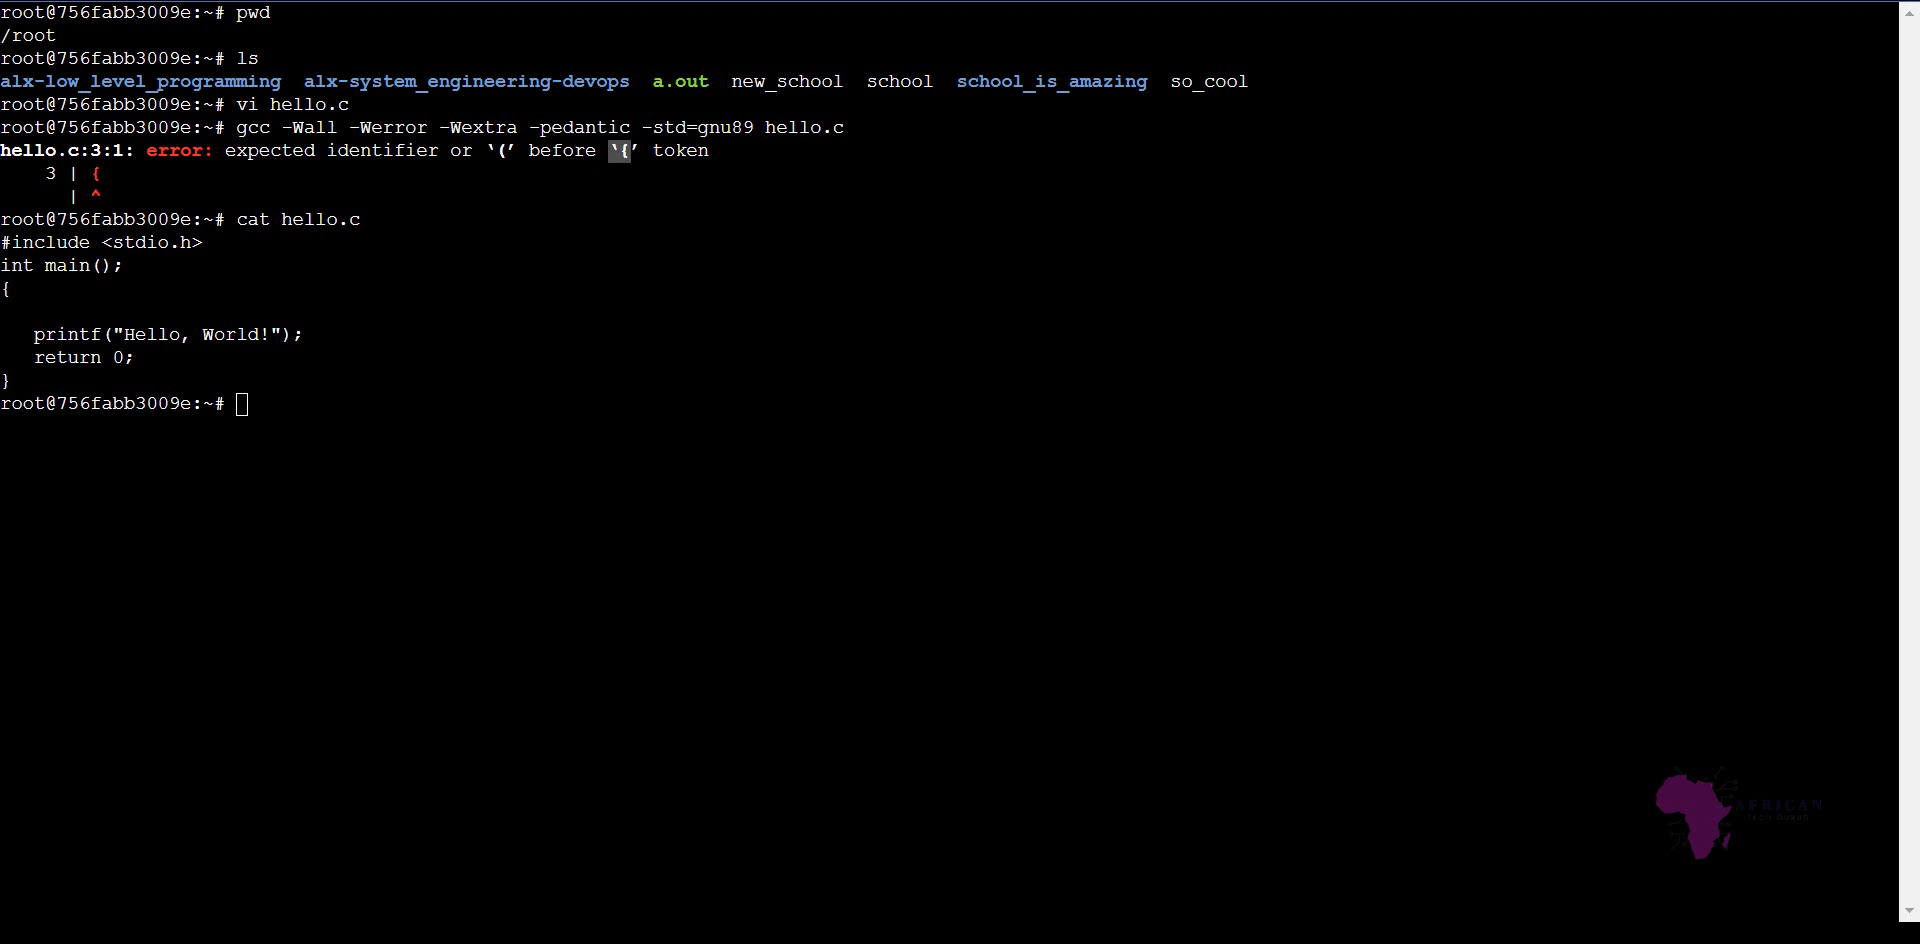 root@756fabb3009e:~# pwd
/root
root@756fabb3009e:~# ls
alx-low_level_programming  alx-system_engineering-devops  a.out  new_school  school  school_is_amazing  so_cool
root@756fabb3009e:~# vi hello.c
root@756fabb3009e:~# gcc -Wall -Werror -Wextra -pedantic -std=gnu89 hello.c
hello.c:3:1: error: expected identifier or ‘(’ before ‘{’ token
    3 | {
      | ^
root@756fabb3009e:~# cat hello.c
#include <stdio.h>
int main();
{

   printf("Hello, World!");
   return 0;
}
root@756fabb3009e:~#
AFRICAN
TECH GURUS